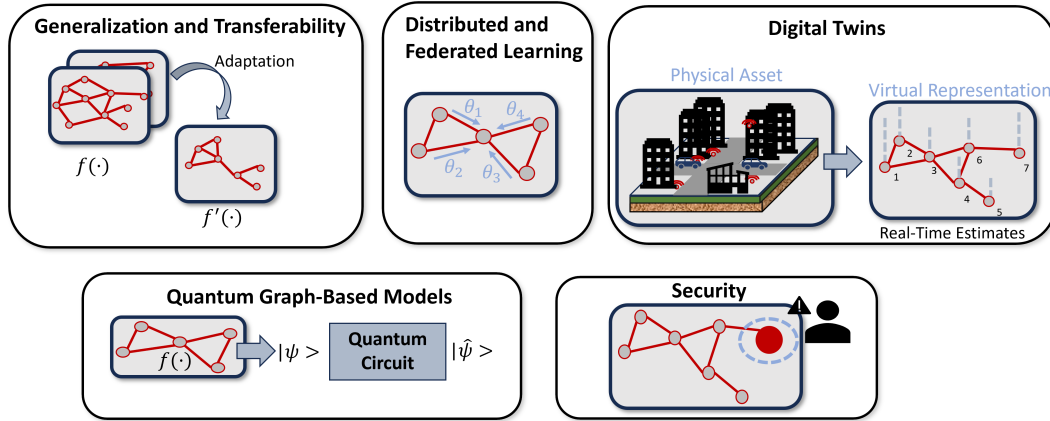 Generalization and Transferability
Adaptation
f(·)
f′(·)
Distributed and
Federated Learning
θ₁
θ₄
θ₂
θ₃
Digital Twins
Physical Asset
Virtual Representation
1
2
3
4
5
6
7
Real-Time Estimates
Quantum Graph-Based Models
f(·)
|ψ >
Quantum
Circuit
|ψ̂ >
Security
!